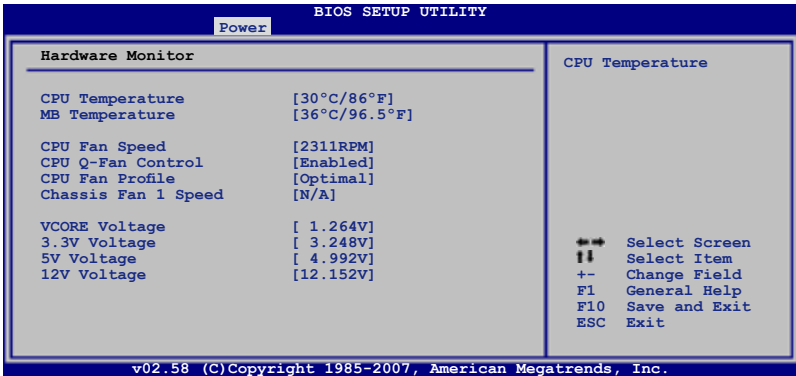 BIOS SETUP UTILITY
Power
Hardware Monitor
CPU Temperature [30°C/86°F]
MB Temperature [36°C/96.5°F]
CPU Fan Speed [2311RPM]
CPU Q-Fan Control [Enabled]
CPU Fan Profile [Optimal]
Chassis Fan 1 Speed [N/A]
VCORE Voltage [ 1.264V]
3.3V Voltage [ 3.248V]
5V Voltage [ 4.992V]
12V Voltage [12.152V]
CPU Temperature
←→ Select Screen
↑↓ Select Item
+- Change Field
F1 General Help
F10 Save and Exit
ESC Exit
v02.58 (C)Copyright 1985-2007, American Megatrends, Inc.